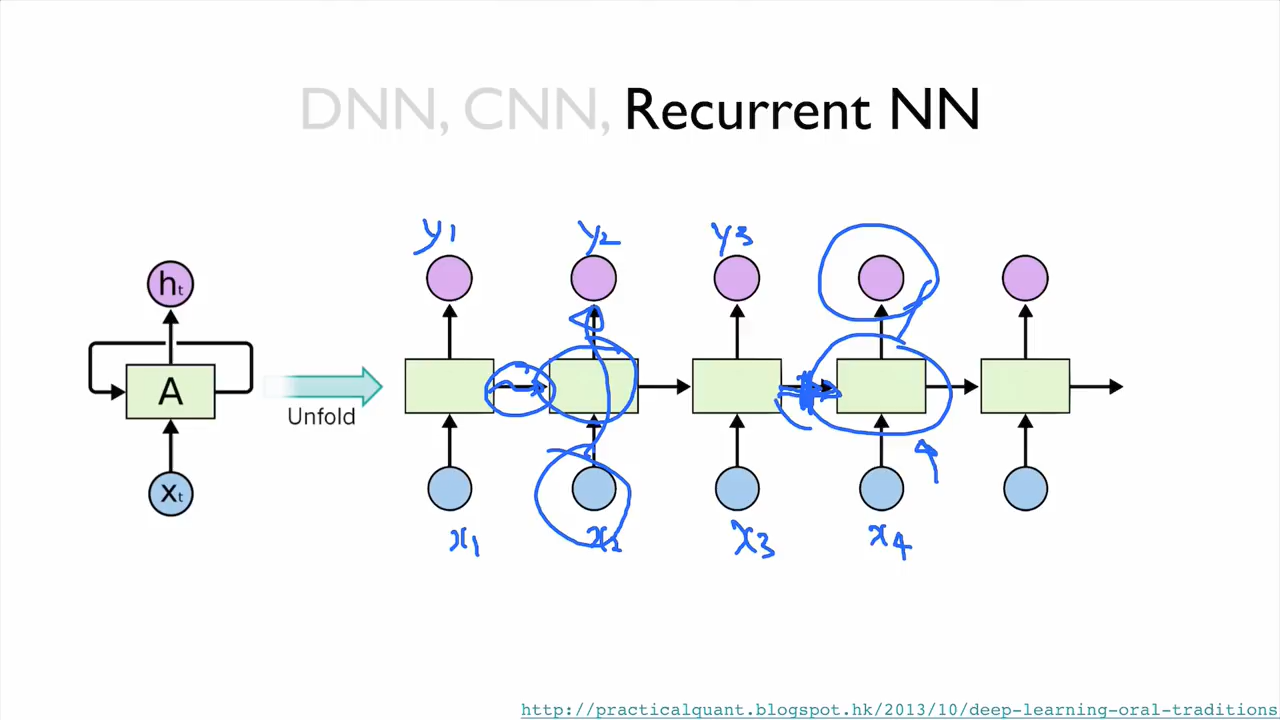 DNN, CNN, Recurrent NN
y1 y2 y3
ht
A
Unfold
xt
x1 x2 x3 x4
http://practicalquant.blogspot.hk/2013/10/deep-learning-oral-traditions